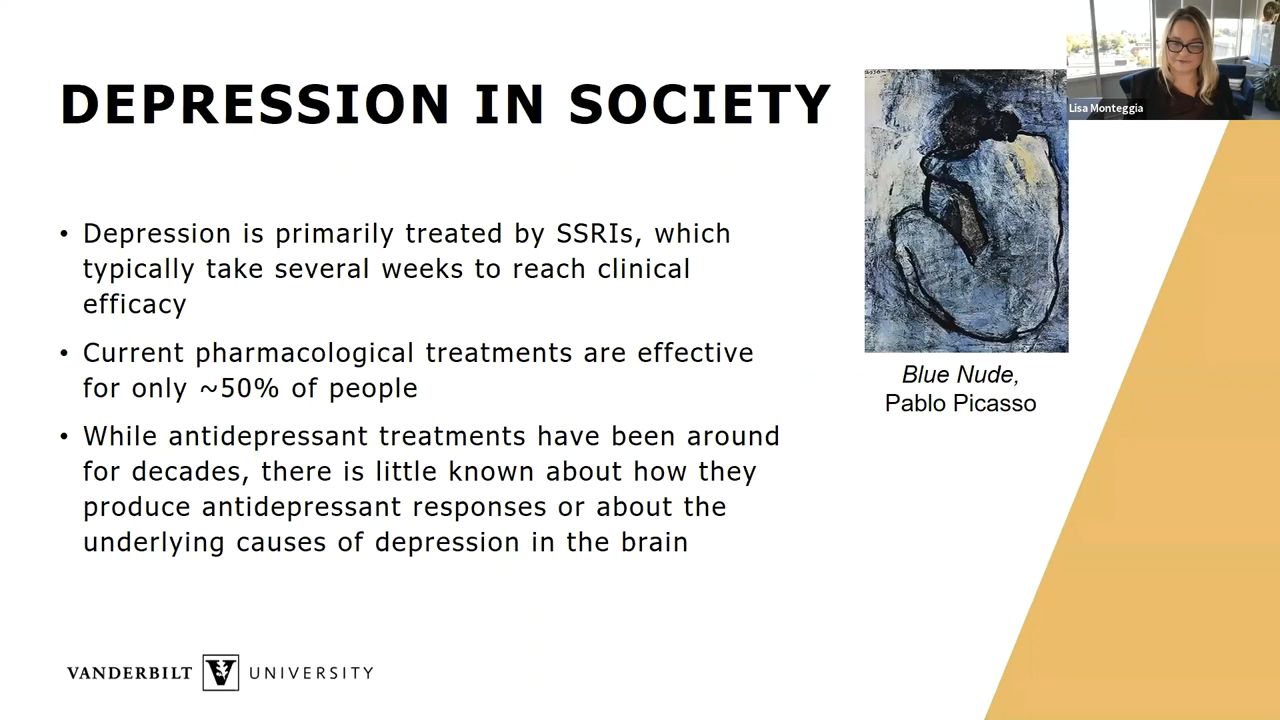 DEPRESSION IN SOCIETY
Lisa Monteggia
• Depression is primarily treated by SSRIs, which
typically take several weeks to reach clinical
efficacy
• Current pharmacological treatments are effective
for only ~50% of people
• While antidepressant treatments have been around
for decades, there is little known about how they
produce antidepressant responses or about the
underlying causes of depression in the brain
Blue Nude,
Pablo Picasso
VANDERBILT V UNIVERSITY